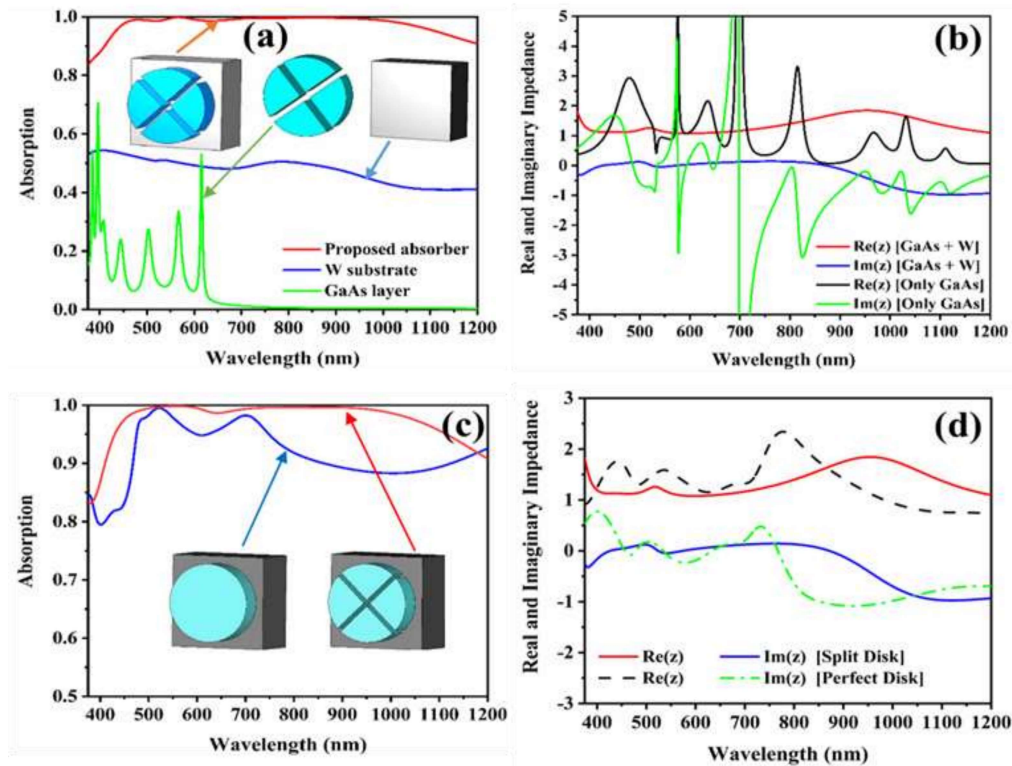 (a)
1.0
0.8
0.6
0.4
0.2
0.0
Absorption
Proposed absorber
W substrate
GaAs layer
400 500 600 700 800 900 1000 1100 1200
Wavelength (nm)
(b)
5
4
3
2
1
0
-1
-2
-3
-4
-5
Real and Imaginary Impedance
Re(z) [GaAs + W]
Im(z) [GaAs + W]
Re(z) [Only GaAs]
Im(z) [Only GaAs]
400 500 600 700 800 900 1000 1100 1200
Wavelength (nm)
(c)
1.0
0.9
0.8
0.7
0.6
0.5
Absorption
400 500 600 700 800 900 1000 1100 1200
Wavelength (nm)
(d)
3
2
1
0
-1
-2
-3
Real and Imaginary Impedance
Re(z) Im(z) [Split Disk]
Re(z) Im(z) [Perfect Disk]
400 500 600 700 800 900 1000 1100 1200
Wavelength (nm)